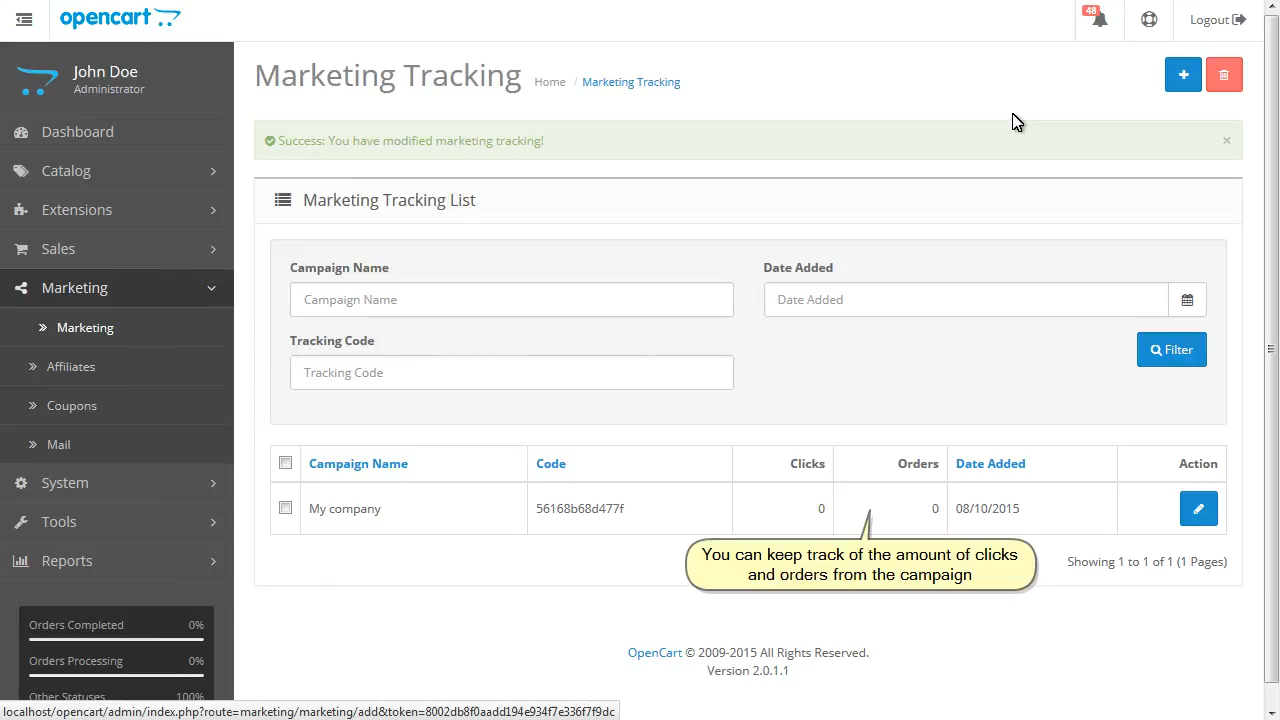 opencart
48
Logout
John Doe
Administrator
Marketing Tracking
Home / Marketing Tracking
Dashboard
Catalog
Extensions
Sales
Marketing
Marketing
Affiliates
Coupons
Mail
System
Tools
Reports
Orders Completed 0%
Orders Processing 0%
Other Statuses 100%
Success: You have modified marketing tracking!
×
Marketing Tracking List
Campaign Name
Campaign Name
Date Added
Date Added
Tracking Code
Tracking Code
Filter
Campaign Name Code Clicks Orders Date Added Action
My company 56168b68d477f 0 0 08/10/2015
You can keep track of the amount of clicks
and orders from the campaign
Showing 1 to 1 of 1 (1 Pages)
OpenCart © 2009-2015 All Rights Reserved.
Version 2.0.1.1
localhost/opencart/admin/index.php?route=marketing/marketing/add&token=8002db8f0aadd194e934f7e336f7f9dc